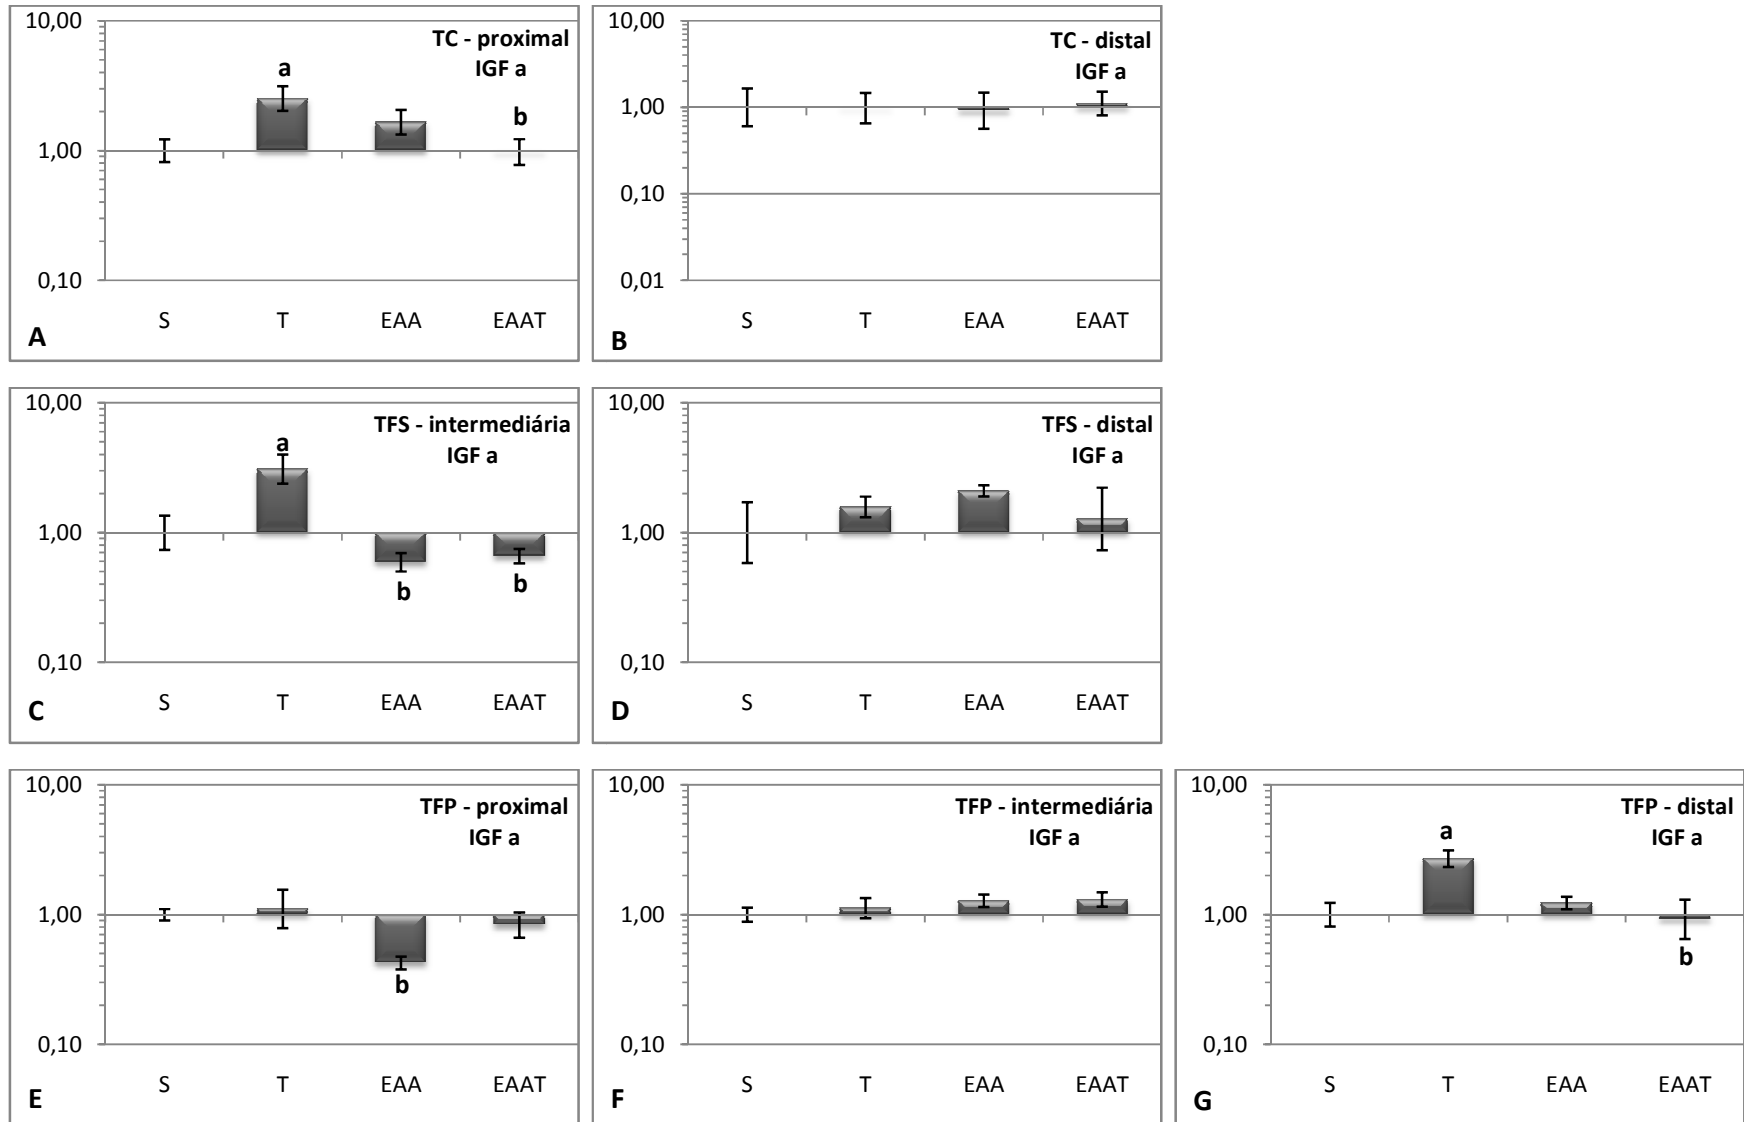 10,00
TC - proximal
IGF a
a
b
1,00
0,10
S T EAA EAAT
A
10,00
TC - distal
IGF a
1,00
0,10
0,01
S T EAA EAAT
B
10,00
TFS - intermediária
IGF a
a
1,00
b b
0,10
S T EAA EAAT
C
10,00
TFS - distal
IGF a
1,00
0,10
S T EAA EAAT
D
10,00
TFP - proximal
IGF a
1,00
b
0,10
S T EAA EAAT
E
10,00
TFP - intermediária
IGF a
1,00
0,10
S T EAA EAAT
F
10,00
TFP - distal
IGF a
a
1,00
b
0,10
S T EAA EAAT
G